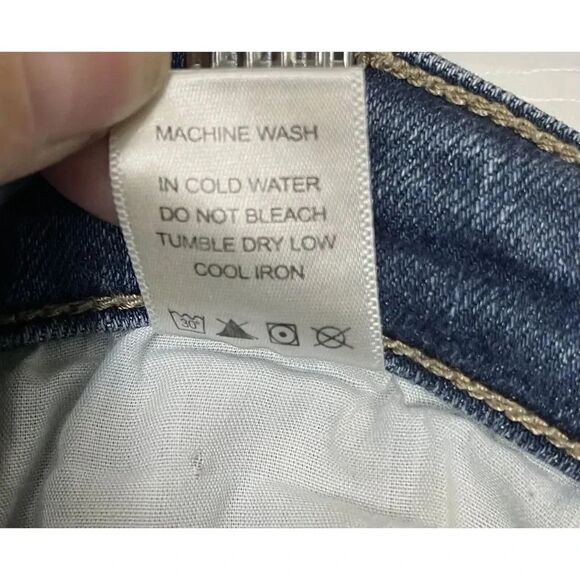 MACHINE WASH
IN COLD WATER
DO NOT BLEACH
TUMBLE DRY LOW
COOL IRON
30°